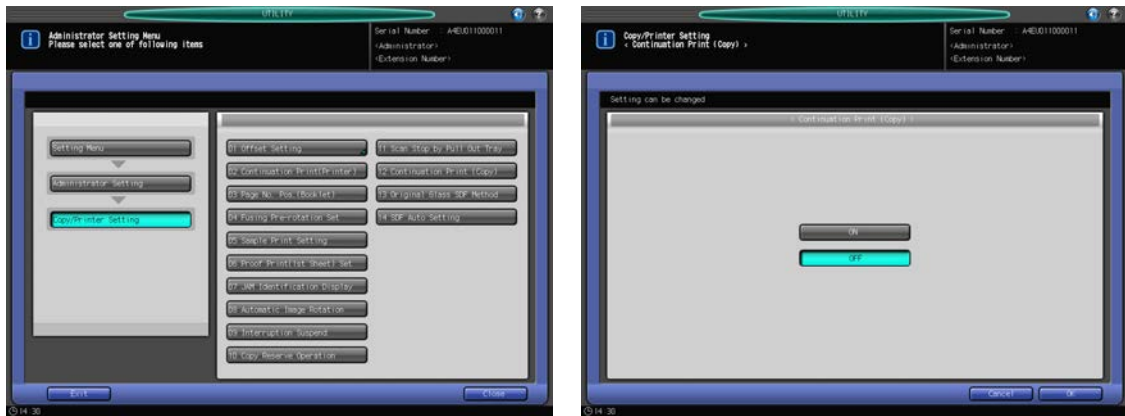 UTILITY
Administrator Setting Menu
Please select one of following items
Serial Number : A4EU011000011
<Administrator>
<Extension Number>
Setting Menu
Administrator Setting
Copy/Printer Setting
01 Offset Setting
02 Continuation Print(Printer)
03 Page No. Pos.(Booklet)
04 Fusing Pre-rotation Set
05 Sample Print Setting
06 Proof Print(1st Sheet) Set
07 JAM Identification Display
08 Automatic Image Rotation
09 Interruption Suspend
10 Copy Reserve Operation
11 Scan Stop by Pull Out Tray
12 Continuation Print (Copy)
13 Original Glass SDF Method
14 SDF Auto Setting
Exit
Close
14:30
UTILITY
Copy/Printer Setting
< Continuation Print (Copy) >
Serial Number : A4EU011000011
<Administrator>
<Extension Number>
Setting can be changed
< Continuation Print (Copy) >
ON
OFF
Cancel
OK
14:30